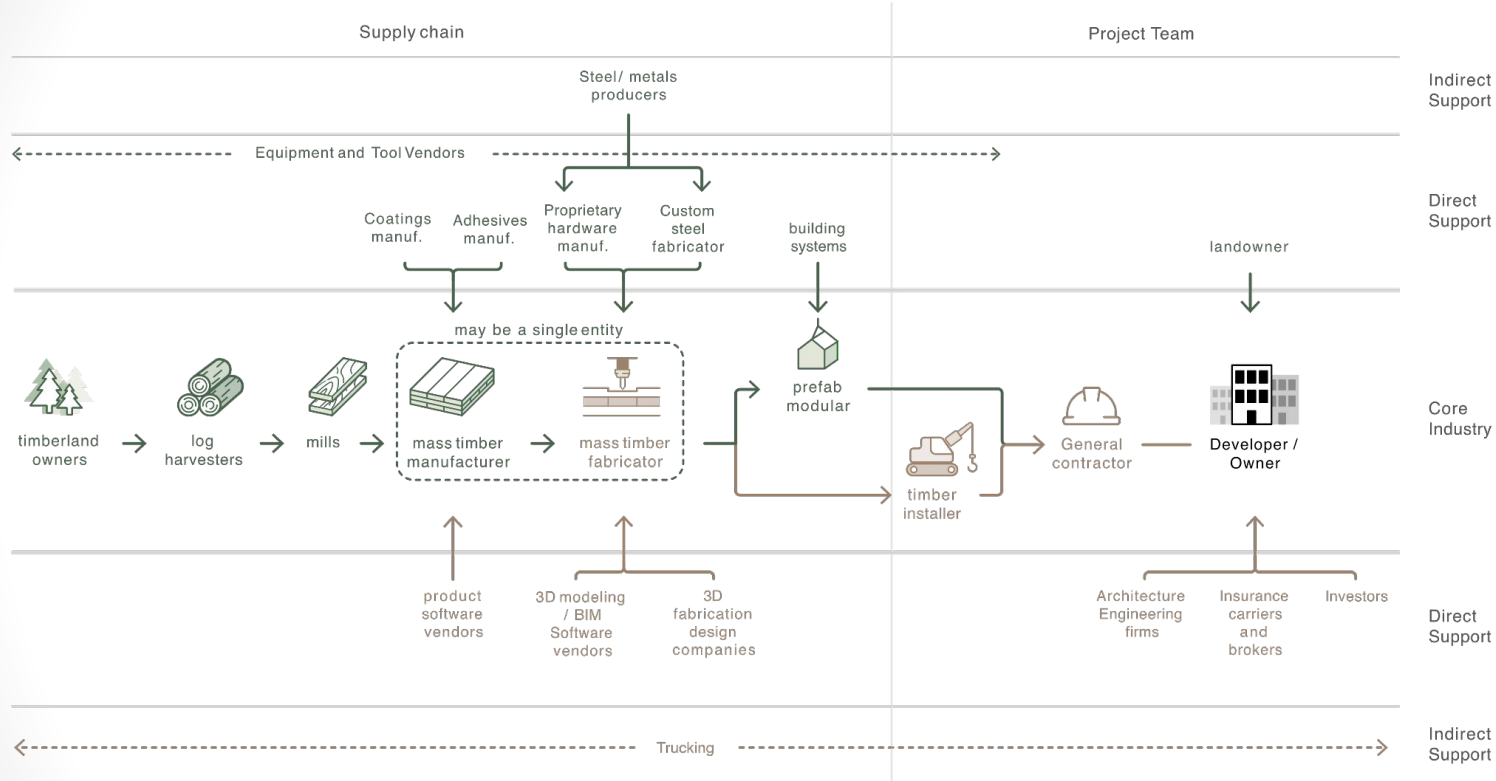 Supply chain
Project Team
Steel/ metals
producers
Indirect
Support
Equipment and Tool Vendors
Coatings
manuf.
Adhesives
manuf.
Proprietary
hardware
manuf.
Custom
steel
fabricator
building
systems
landowner
Direct
Support
may be a single entity
timberland
owners
log
harvesters
mills
mass timber
manufacturer
mass timber
fabricator
prefab
modular
timber
installer
General
contractor
Developer /
Owner
Core
Industry
product
software
vendors
3D modeling
/ BIM
Software
vendors
3D
fabrication
design
companies
Architecture
Engineering
firms
Insurance
carriers
and
brokers
Investors
Direct
Support
Trucking
Indirect
Support